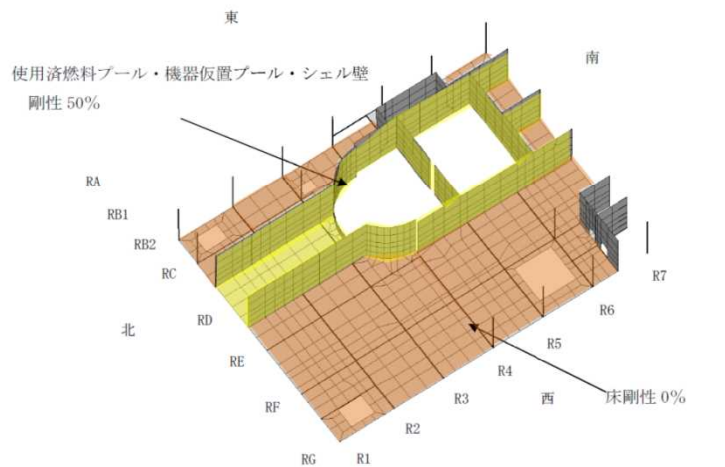 東
南
使用済燃料プール・機器仮置プール・シェル壁
剛性 50%
RA
RB1
RB2
RC
RD
RE
RF
RG
北
R1
R2
R3
R4
R5
R6
R7
西
床剛性 0%